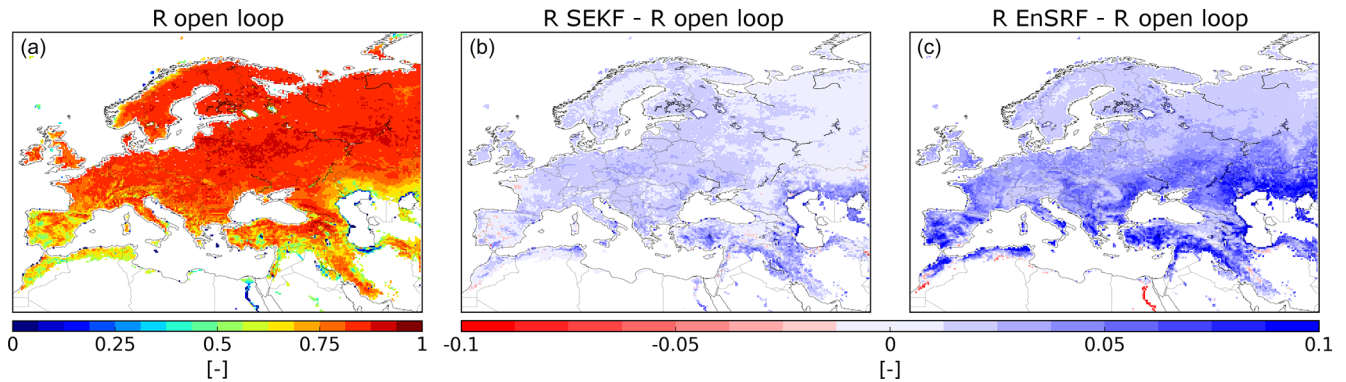 R open loop
R SEKF - R open loop
R EnSRF - R open loop
(a)
(b)
(c)
0 0.25 0.5 0.75 1
[-]
-0.1 -0.05 0 0.05 0.1
[-]